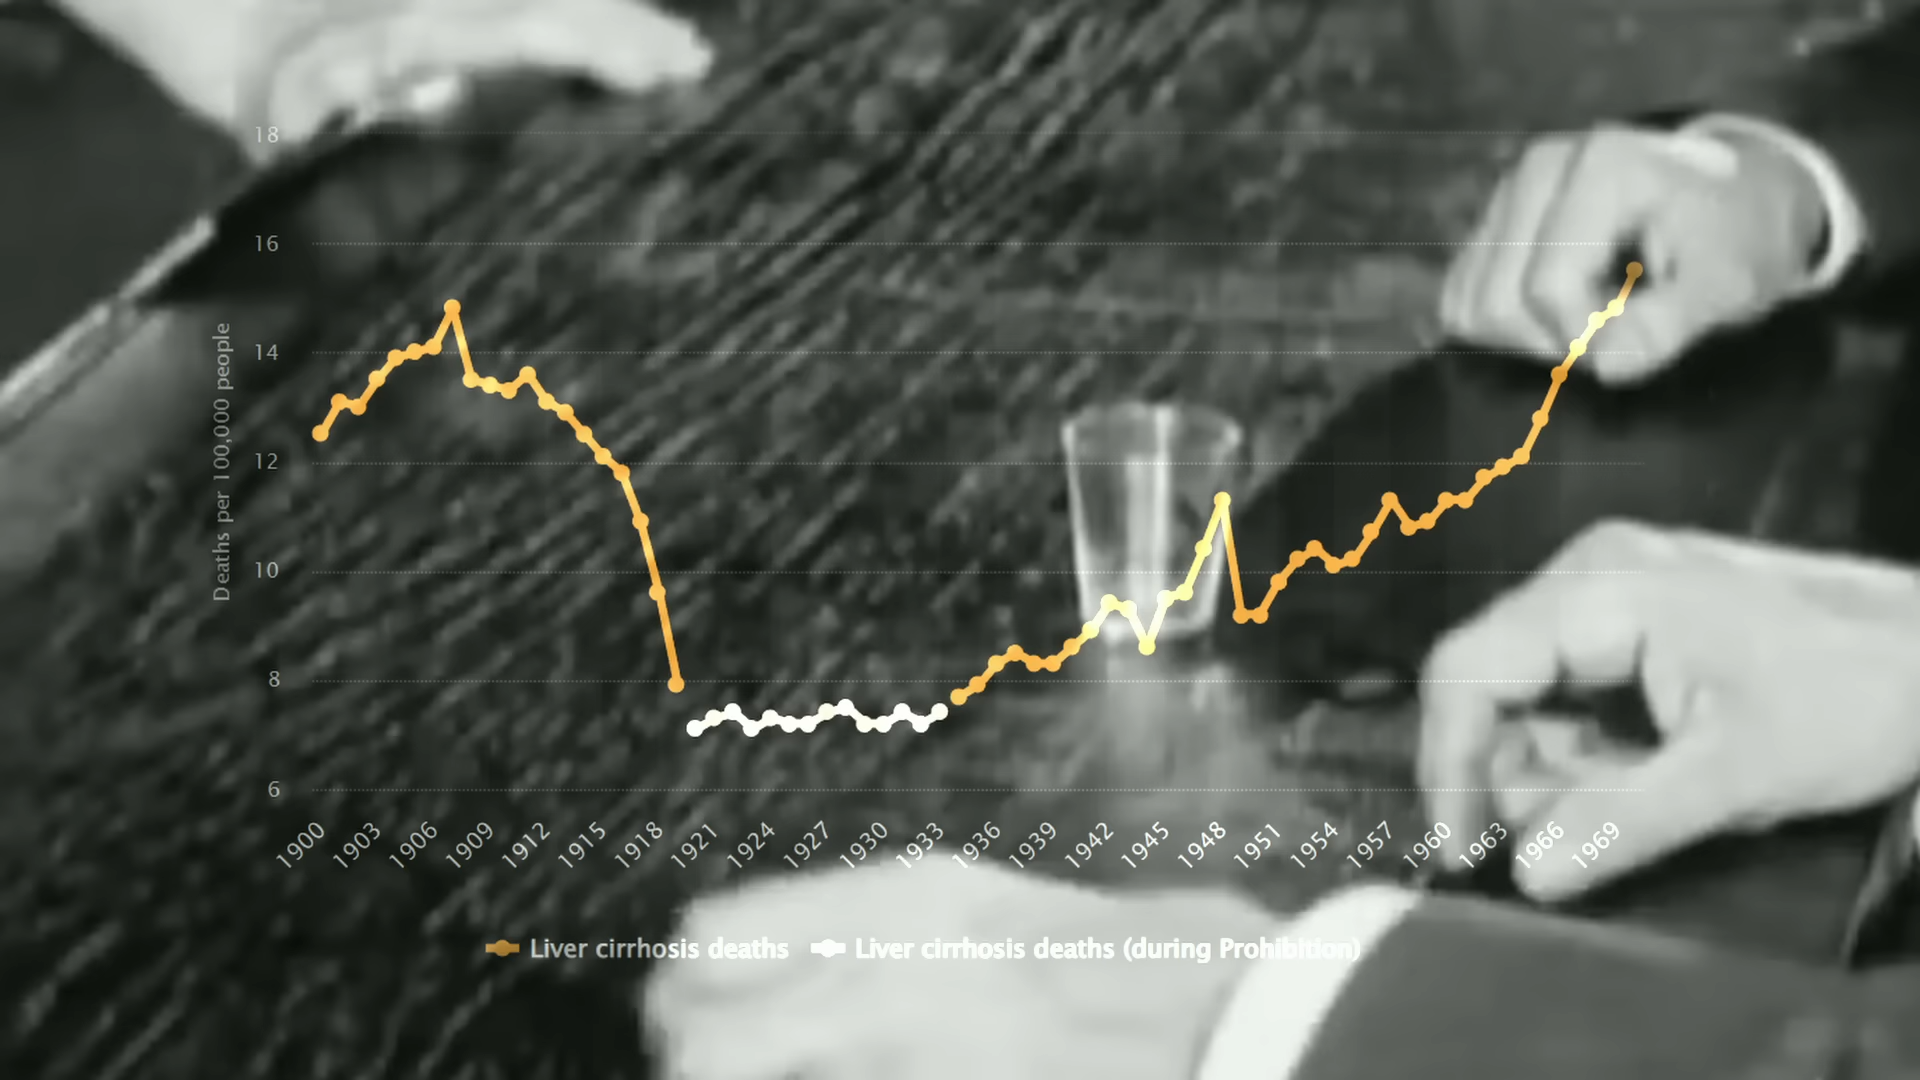 18
16
14
12
10
8
6
Deaths per 100,000 people
1900 1903 1906 1909 1912 1915 1918 1921 1924 1927 1930 1933 1936 1939 1942 1945 1948 1951 1954 1957 1960 1963 1966 1969
Liver cirrhosis deaths Liver cirrhosis deaths (during Prohibition)